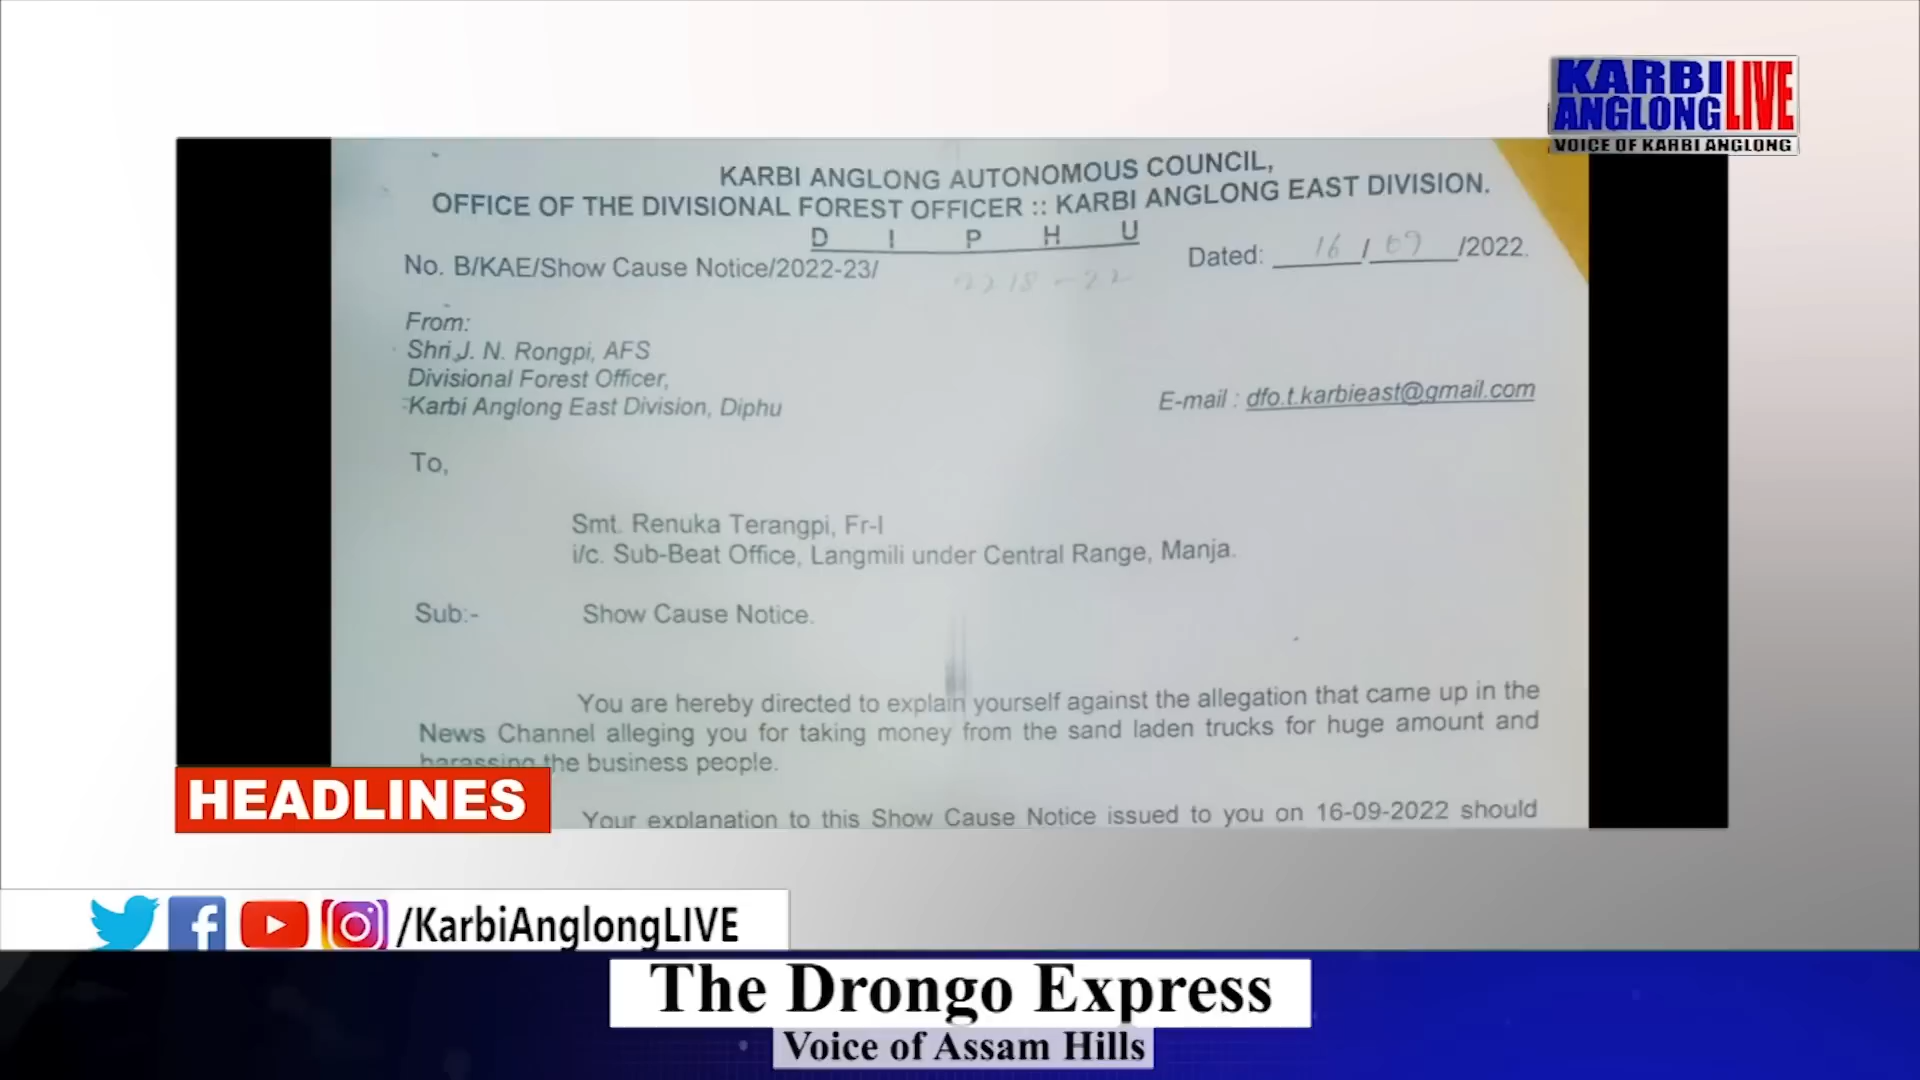 KARBI
ANGLONG LIVE
VOICE OF KARBI ANGLONG
KARBI ANGLONG AUTONOMOUS COUNCIL,
OFFICE OF THE DIVISIONAL FOREST OFFICER :: KARBI ANGLONG EAST DIVISION.
D I P H U
No. B/KAE/Show Cause Notice/2022-23/
Dated: 16/09/2022.
From:
Shri J. N. Rongpi, AFS
Divisional Forest Officer,
Karbi Anglong East Division, Diphu
E-mail : dfo.t.karbieast@gmail.com
To,
Smt. Renuka Terangpi, Fr-I
i/c. Sub-Beat Office, Langmili under Central Range, Manja.
Sub:- Show Cause Notice.
You are hereby directed to explain yourself against the allegation that came up in the
News Channel alleging you for taking money from the sand laden trucks for huge amount and
harassing the business people.
Your explanation to this Show Cause Notice issued to you on 16-09-2022 should
HEADLINES
/KarbiAnglongLIVE
The Drongo Express
Voice of Assam Hills